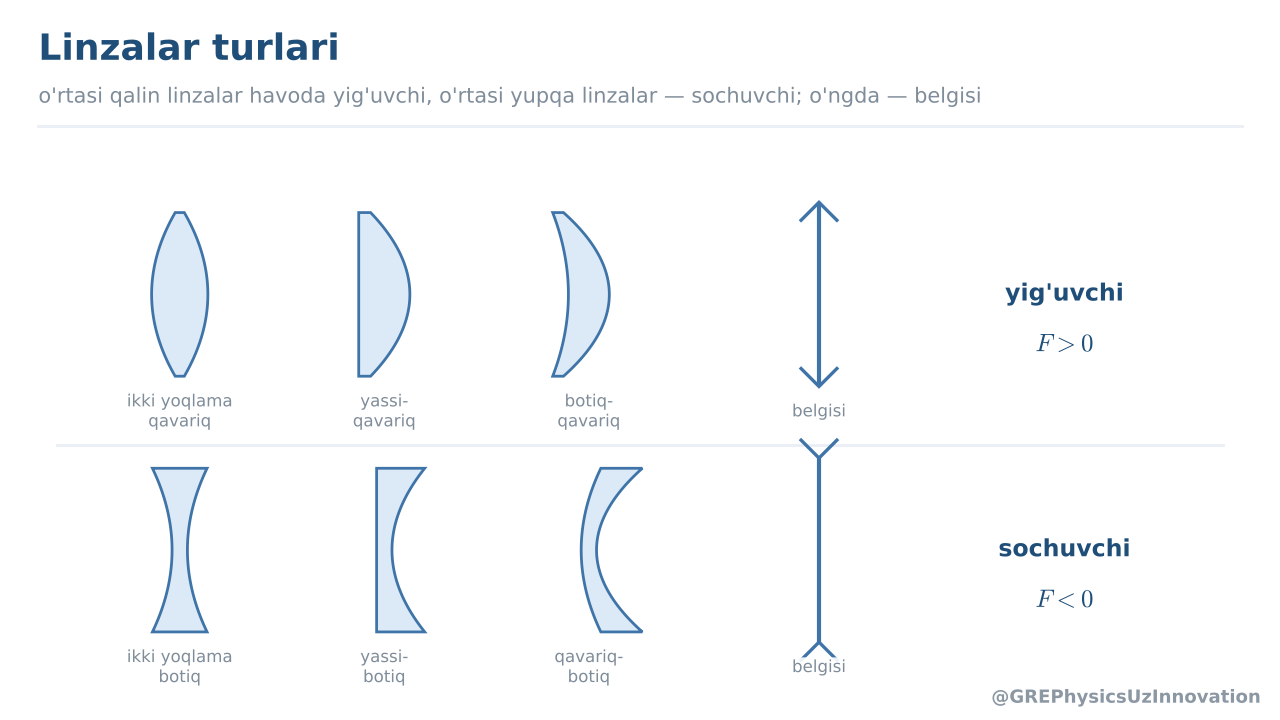 Linzalar turlari
o'rtasi qalin linzalar havoda yig'uvchi, o'rtasi yupqa linzalar — sochuvchi; o'ngda — belgisi
ikki yoqlama
qavariq
yassi-
qavariq
botiq-
qavariq
belgisi
yig'uvchi
F > 0
ikki yoqlama
botiq
yassi-
botiq
qavariq-
botiq
belgisi
sochuvchi
F < 0
@GREPhysicsUzInnovation